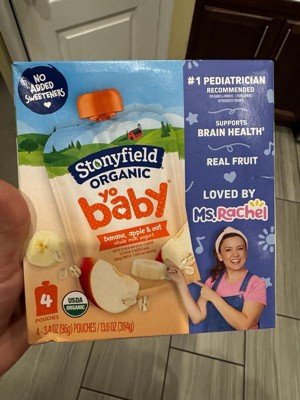 NO ADDED
SWEETENERS
Stonyfield
ORGANIC
yo
baby
banana, apple & oat
whole milk yogurt
4
POUCHES
USDA
ORGANIC
4 - 3.4 OZ (96g) POUCHES / 13.6 OZ (384g)
#1 PEDIATRICIAN
RECOMMENDED
SUPPORTS
BRAIN HEALTH†
REAL FRUIT
LOVED BY
Ms. Rachel